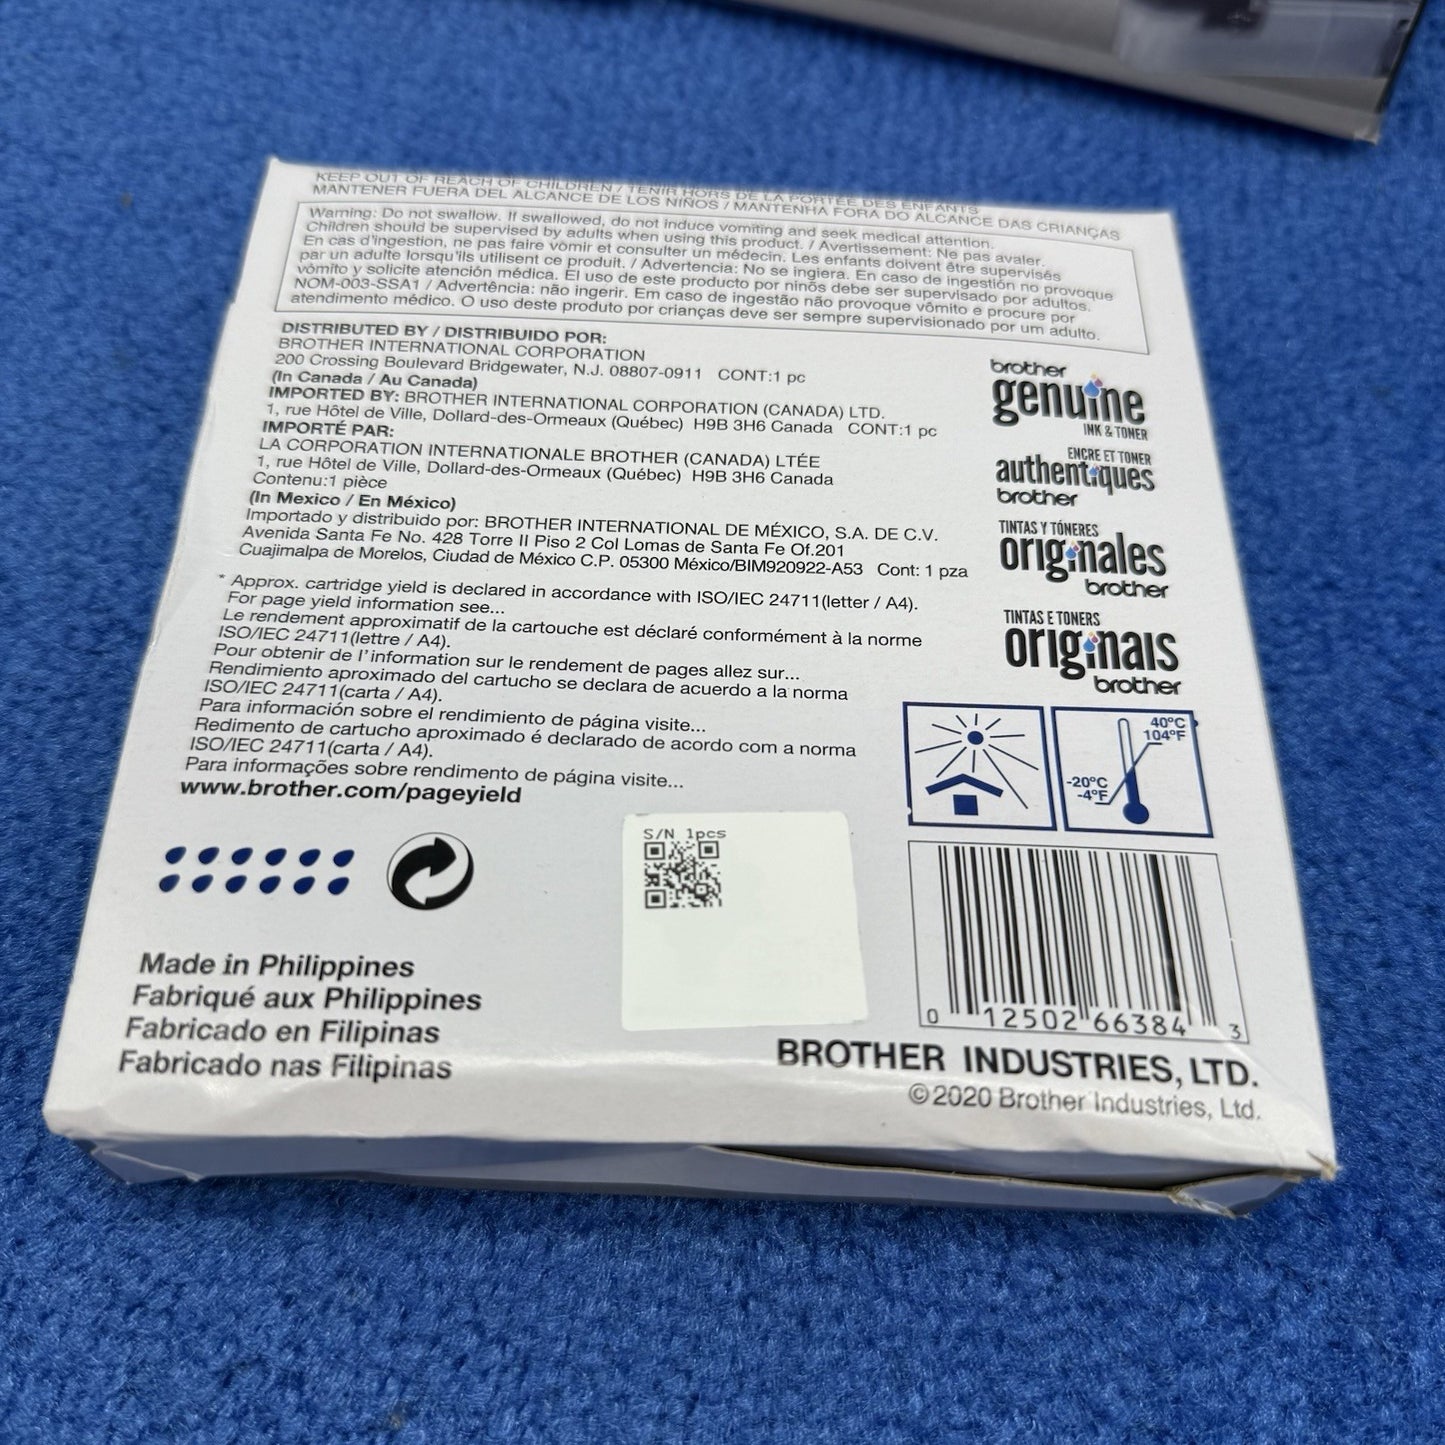 KEEP OUT OF REACH OF CHILDREN / TENIR HORS DE LA PORTÉE DES ENFANTS
MANTENER FUERA DEL ALCANCE DE LOS NIÑOS / MANTENHA FORA DO ALCANCE DAS CRIANÇAS
Warning: Do not swallow. If swallowed, do not induce vomiting and seek medical attention.
Children should be supervised by adults when using this product. / Avertissement: Ne pas avaler.
En cas d'ingestion, ne pas faire vomir et consulter un médecin. Les enfants doivent être supervisés
par un adulte lorsqu'ils utilisent ce produit. / Advertencia: No se ingiera. En caso de ingestión no provoque
vómito y solicite atención médica. El uso de este producto por niños debe ser supervisado por adultos.
NOM-003-SSA1 / Advertência: não ingerir. Em caso de ingestão não provoque vômito e procure por
atendimento médico. O uso deste produto por crianças deve ser sempre supervisionado por um adulto.
DISTRIBUTED BY / DISTRIBUIDO POR:
BROTHER INTERNATIONAL CORPORATION
200 Crossing Boulevard Bridgewater, N.J. 08807-0911 CONT:1 pc
(In Canada / Au Canada)
IMPORTED BY: BROTHER INTERNATIONAL CORPORATION (CANADA) LTD.
1, rue Hôtel de Ville, Dollard-des-Ormeaux (Québec) H9B 3H6 Canada CONT:1 pc
IMPORTÉ PAR:
LA CORPORATION INTERNATIONALE BROTHER (CANADA) LTÉE
1, rue Hôtel de Ville, Dollard-des-Ormeaux (Québec) H9B 3H6 Canada
Contenu:1 pièce
(In Mexico / En México)
Importado y distribuido por: BROTHER INTERNATIONAL DE MÉXICO, S.A. DE C.V.
Avenida Santa Fe No. 428 Torre II Piso 2 Col Lomas de Santa Fe Of.201
Cuajimalpa de Morelos, Ciudad de México C.P. 05300 México/BIM920922-A53 Cont: 1 pza
* Approx. cartridge yield is declared in accordance with ISO/IEC 24711(letter / A4).
For page yield information see...
Le rendement approximatif de la cartouche est déclaré conformément à la norme
ISO/IEC 24711(lettre / A4).
Pour obtenir de l'information sur le rendement de pages allez sur...
Rendimiento aproximado del cartucho se declara de acuerdo a la norma
ISO/IEC 24711(carta / A4).
Para información sobre el rendimiento de página visite...
Redimento de cartucho aproximado é declarado de acordo com a norma
ISO/IEC 24711(carta / A4).
Para informações sobre rendimento de página visite...
www.brother.com/pageyield
brother
genuine
INK & TONER
ENCRE ET TONER
authentiques
brother
TINTAS Y TÓNERES
originales
brother
TINTAS E TONERS
originais
brother
40°C
104°F
-20°C
-4°F
S/N 1pcs
0 12502 66384 3
Made in Philippines
Fabriqué aux Philippines
Fabricado en Filipinas
Fabricado nas Filipinas
BROTHER INDUSTRIES, LTD.
©2020 Brother Industries, Ltd.